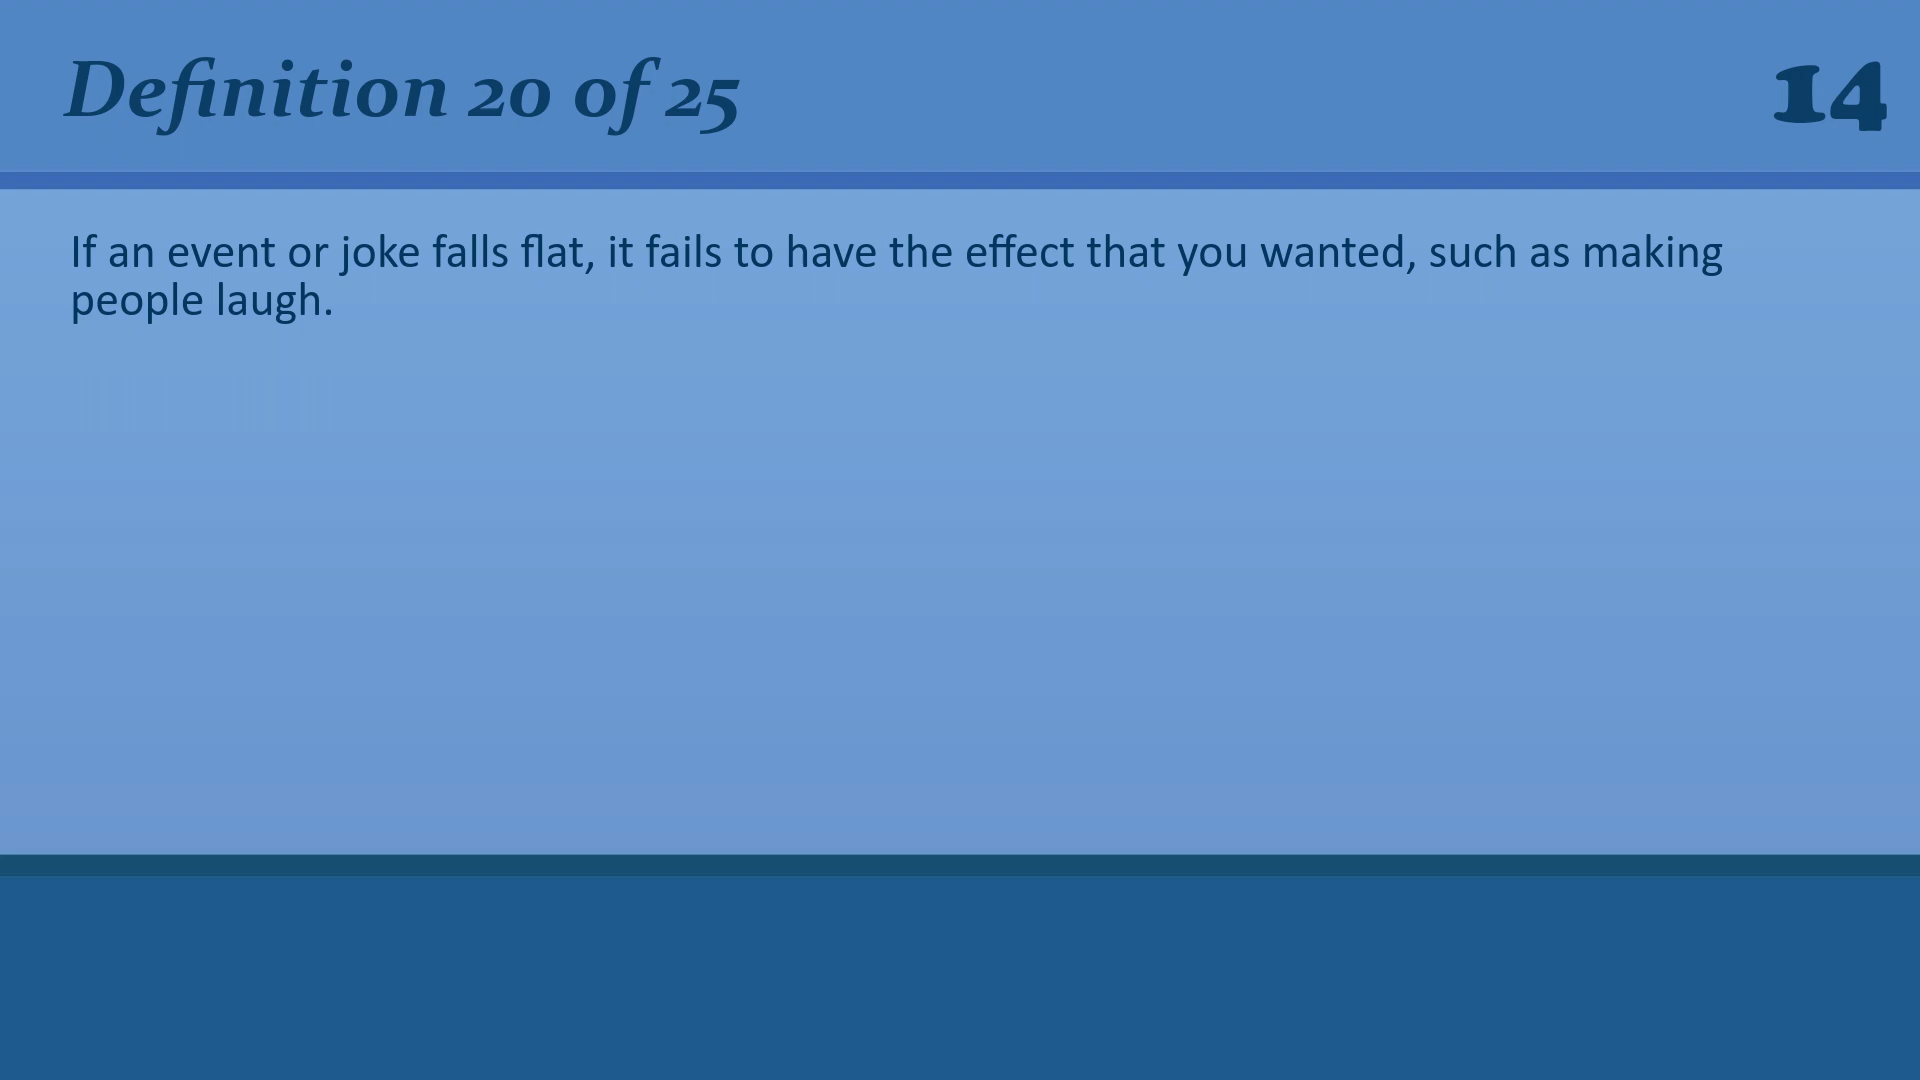 Definition 20 of 25
14
If an event or joke falls flat, it fails to have the effect that you wanted, such as making
people laugh.